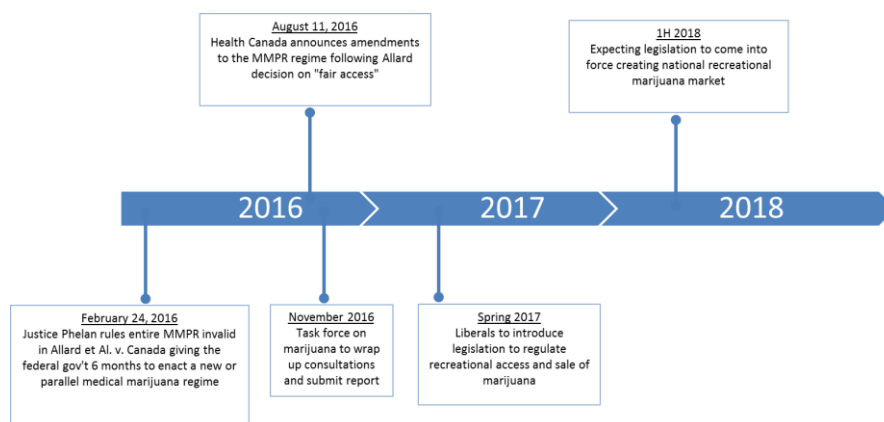 August 11, 2016
Health Canada announces amendments
to the MMPR regime following Allard
decision on "fair access"
1H 2018
Expecting legislation to come into
force creating national recreational
marijuana market
2016
2017
2018
February 24, 2016
Justice Phelan rules entire MMPR invalid
in Allard et Al. v. Canada giving the
federal gov't 6 months to enact a new or
parallel medical marijuana regime
November 2016
Task force on
marijuana to wrap
up consultations
and submit report
Spring 2017
Liberals to introduce
legislation to regulate
recreational access and sale of
marijuana